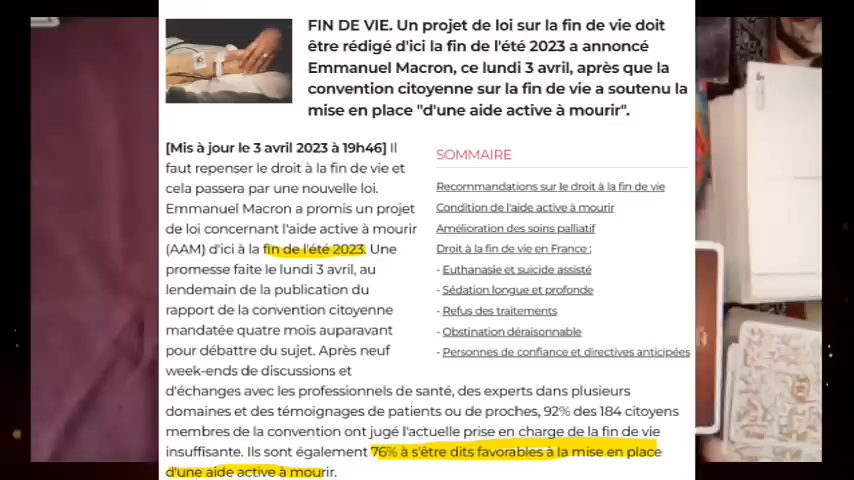 FIN DE VIE. Un projet de loi sur la fin de vie doit
être rédigé d'ici la fin de l'été 2023 a annoncé
Emmanuel Macron, ce lundi 3 avril, après que la
convention citoyenne sur la fin de vie a soutenu la
mise en place "d'une aide active à mourir".
[Mis à jour le 3 avril 2023 à 19h46] Il
faut repenser le droit à la fin de vie et
cela passera par une nouvelle loi.
Emmanuel Macron a promis un projet
de loi concernant l'aide active à mourir
(AAM) d'ici à la fin de l'été 2023. Une
promesse faite le lundi 3 avril, au
lendemain de la publication du
rapport de la convention citoyenne
mandatée quatre mois auparavant
pour débattre du sujet. Après neuf
week-ends de discussions et
d'échanges avec les professionnels de santé, des experts dans plusieurs
domaines et des témoignages de patients ou de proches, 92% des 184 citoyens
membres de la convention ont jugé l'actuelle prise en charge de la fin de vie
insuffisante. Ils sont également 76% à s'être dits favorables à la mise en place
d'une aide active à mourir.
SOMMAIRE
Recommandations sur le droit à la fin de vie
Condition de l'aide active à mourir
Amélioration des soins palliatif
Droit à la fin de vie en France :
- Euthanasie et suicide assisté
- Sédation longue et profonde
- Refus des traitements
- Obstination déraisonnable
- Personnes de confiance et directives anticipées